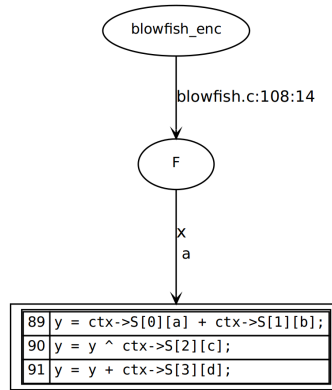 blowfish_enc
blowfish.c:108:14
F
x
a
89 y = ctx->S[0][a] + ctx->S[1][b];
90 y = y ^ ctx->S[2][c];
91 y = y + ctx->S[3][d];